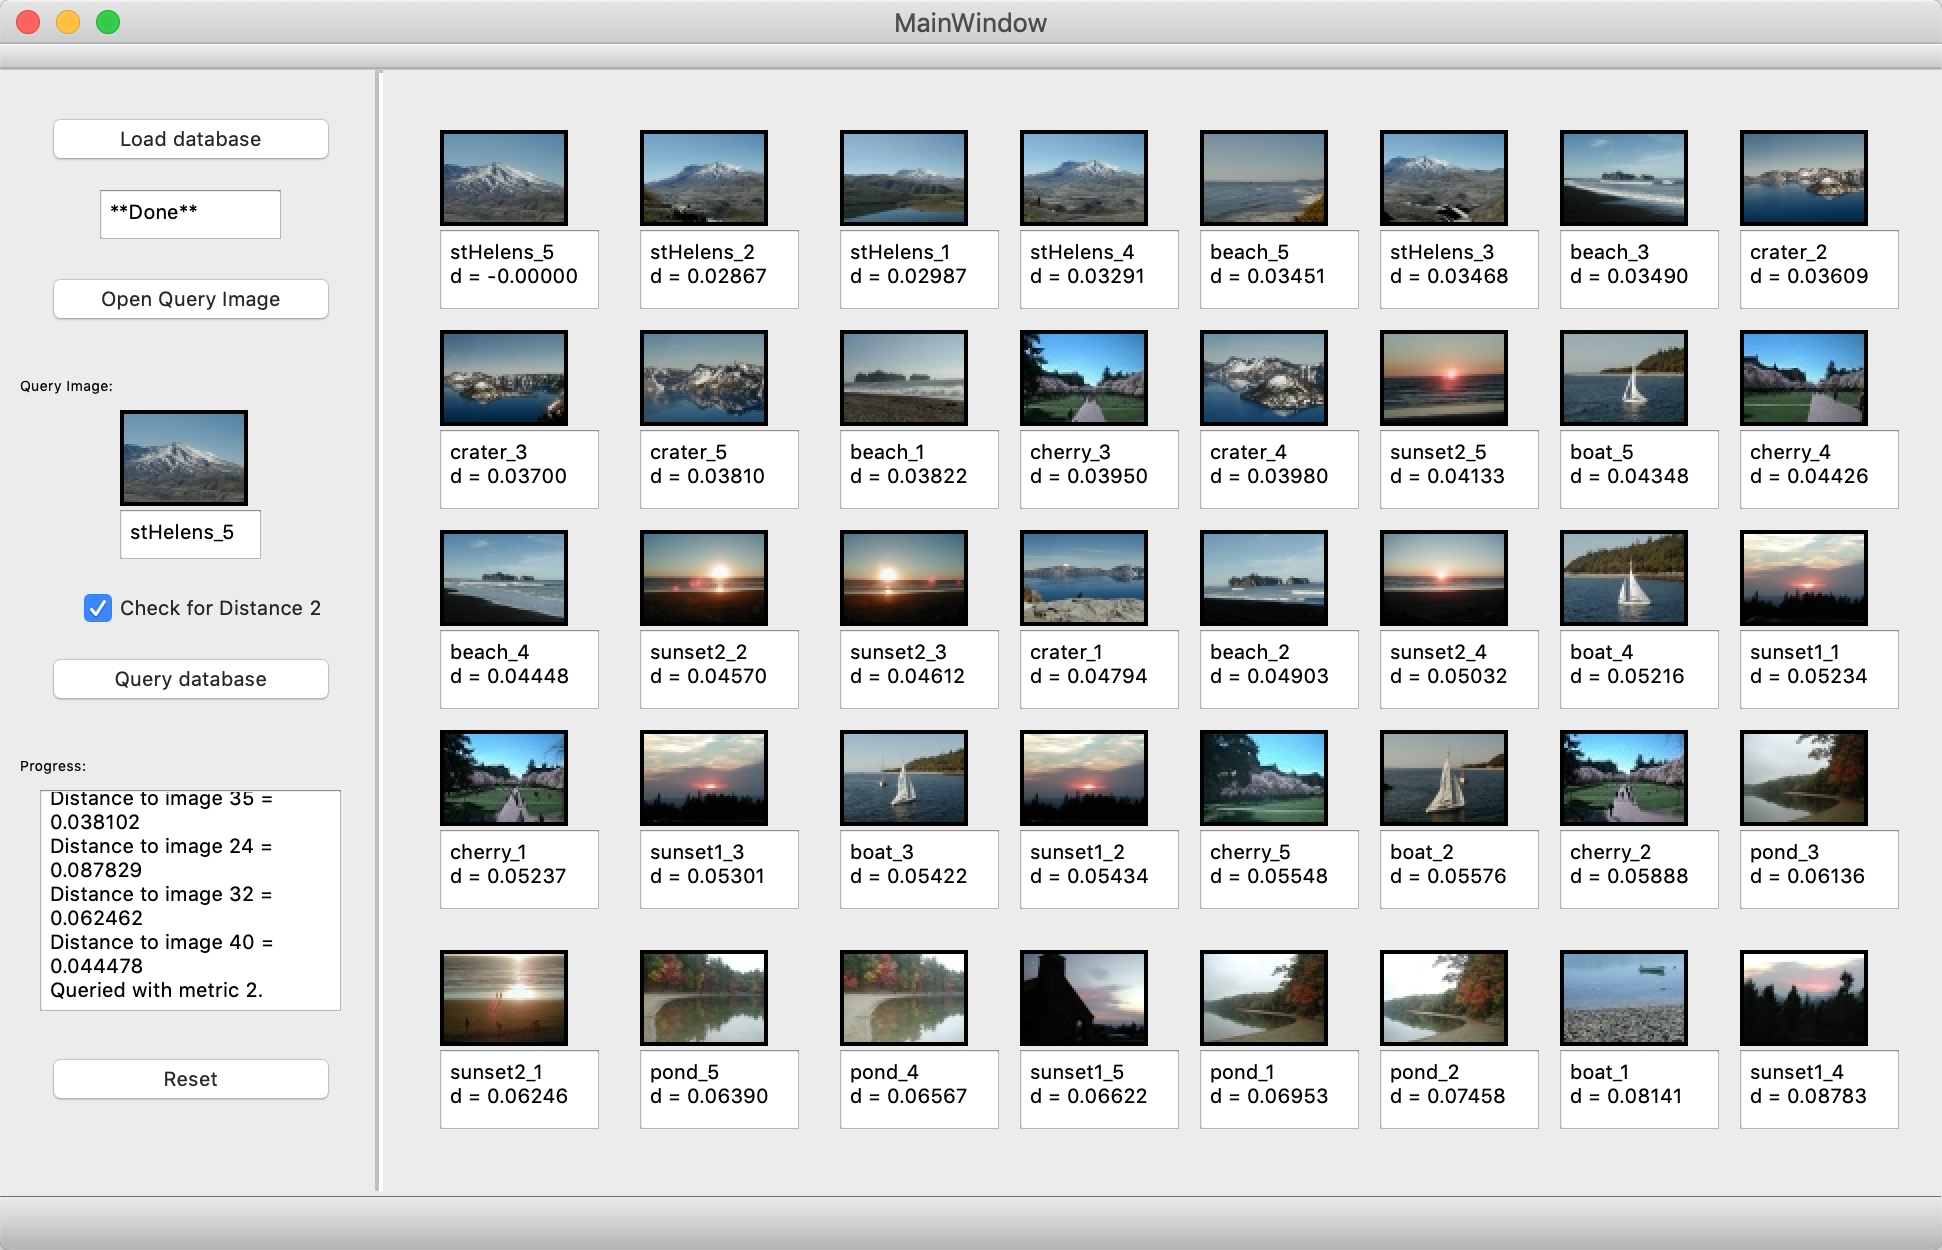 MainWindow
Load database
**Done**
Open Query Image
Query Image:
stHelens_5
Check for Distance 2
Query database
Progress:
Distance to image 35 =
0.038102
Distance to image 24 =
0.087829
Distance to image 32 =
0.062462
Distance to image 40 =
0.044478
Queried with metric 2.
Reset
stHelens_5
d = -0.00000
stHelens_2
d = 0.02867
stHelens_1
d = 0.02987
stHelens_4
d = 0.03291
beach_5
d = 0.03451
stHelens_3
d = 0.03468
beach_3
d = 0.03490
crater_2
d = 0.03609
crater_3
d = 0.03700
crater_5
d = 0.03810
beach_1
d = 0.03822
cherry_3
d = 0.03950
crater_4
d = 0.03980
sunset2_5
d = 0.04133
boat_5
d = 0.04348
cherry_4
d = 0.04426
beach_4
d = 0.04448
sunset2_2
d = 0.04570
sunset2_3
d = 0.04612
crater_1
d = 0.04794
beach_2
d = 0.04903
sunset2_4
d = 0.05032
boat_4
d = 0.05216
sunset1_1
d = 0.05234
cherry_1
d = 0.05237
sunset1_3
d = 0.05301
boat_3
d = 0.05422
sunset1_2
d = 0.05434
cherry_5
d = 0.05548
boat_2
d = 0.05576
cherry_2
d = 0.05888
pond_3
d = 0.06136
sunset2_1
d = 0.06246
pond_5
d = 0.06390
pond_4
d = 0.06567
sunset1_5
d = 0.06622
pond_1
d = 0.06953
pond_2
d = 0.07458
boat_1
d = 0.08141
sunset1_4
d = 0.08783